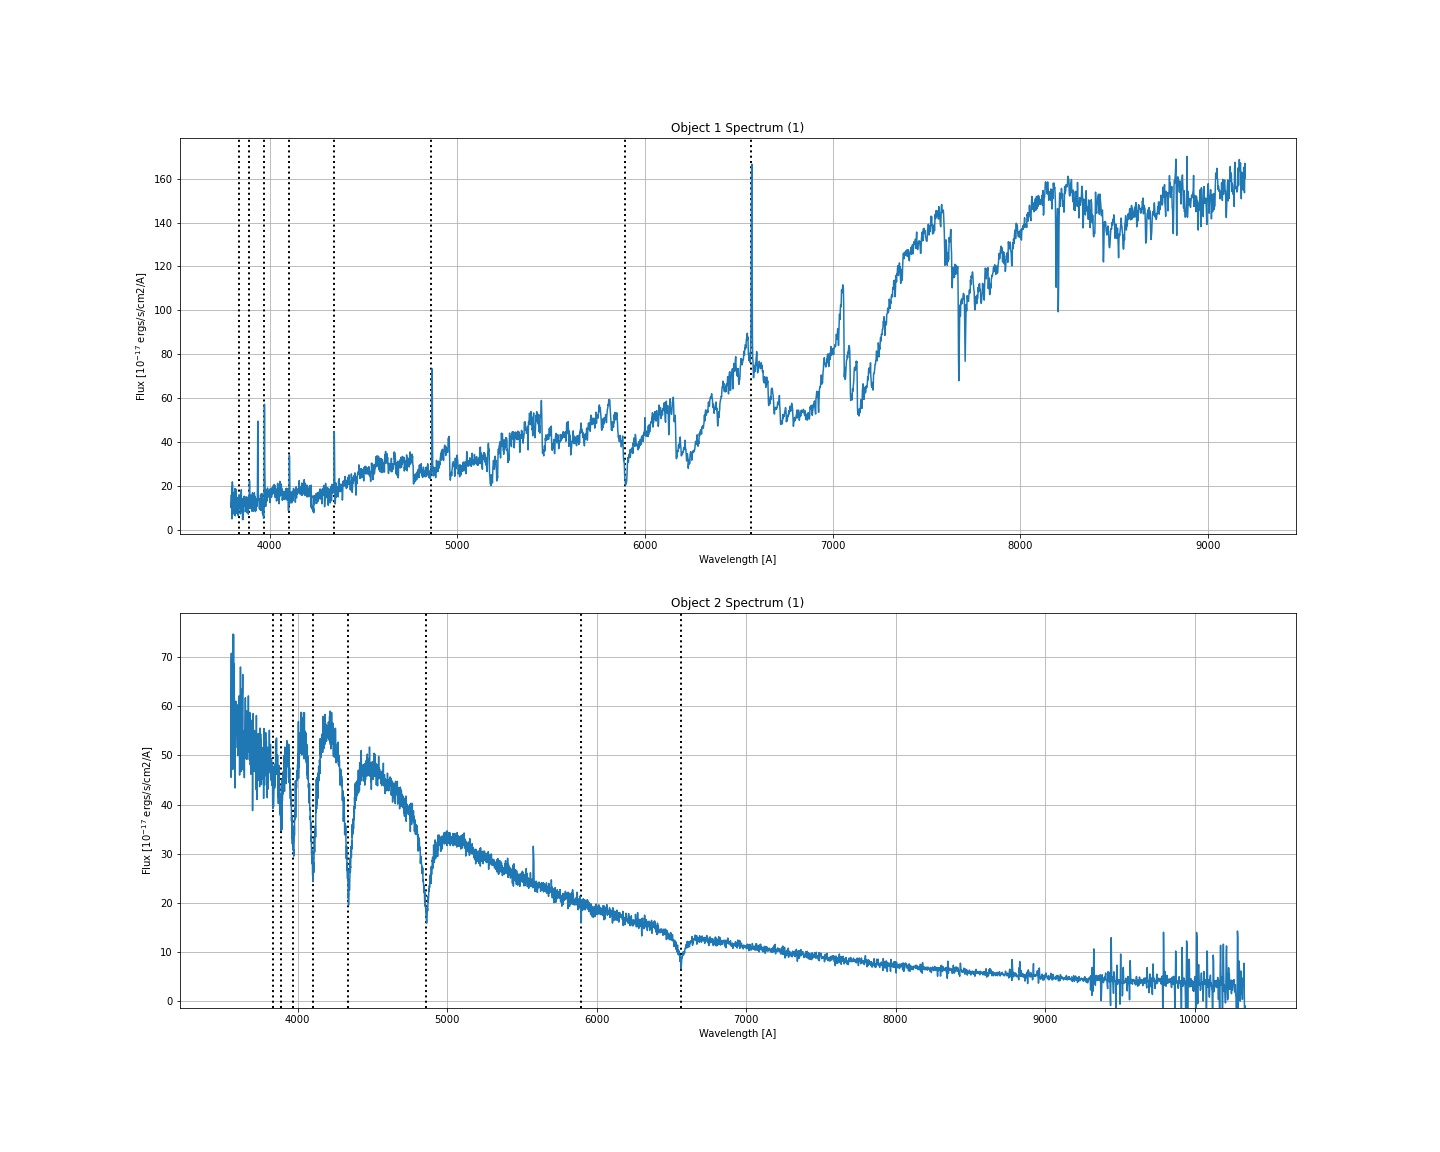 Object 1 Spectrum (1)
Flux [10⁻¹⁷ ergs/s/cm2/A]
160
140
120
100
80
60
40
20
0
4000 5000 6000 7000 8000 9000
Wavelength [A]
Object 2 Spectrum (1)
Flux [10⁻¹⁷ ergs/s/cm2/A]
70
60
50
40
30
20
10
0
4000 5000 6000 7000 8000 9000 10000
Wavelength [A]